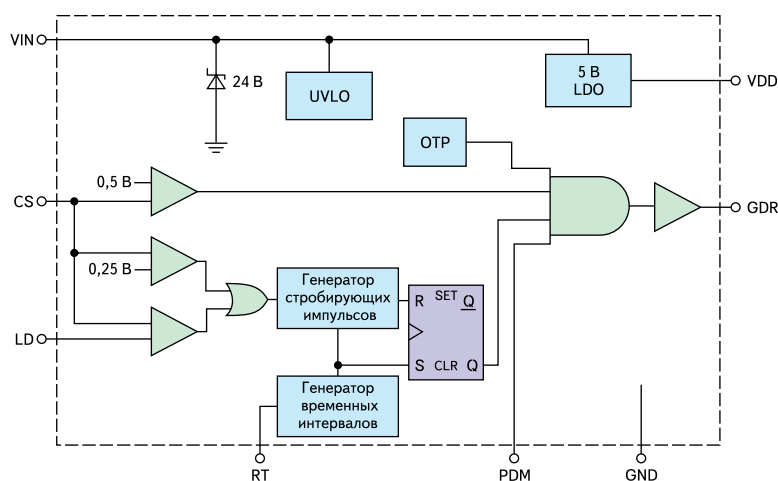 VIN
24 В
UVLO
5 В
LDO
VDD
OTP
0,5 В
CS
GDR
0,25 В
Генератор
стробирующих
импульсов
R SET Q
LD
S CLR Q
Генератор
временных
интервалов
RT
PDM
GND